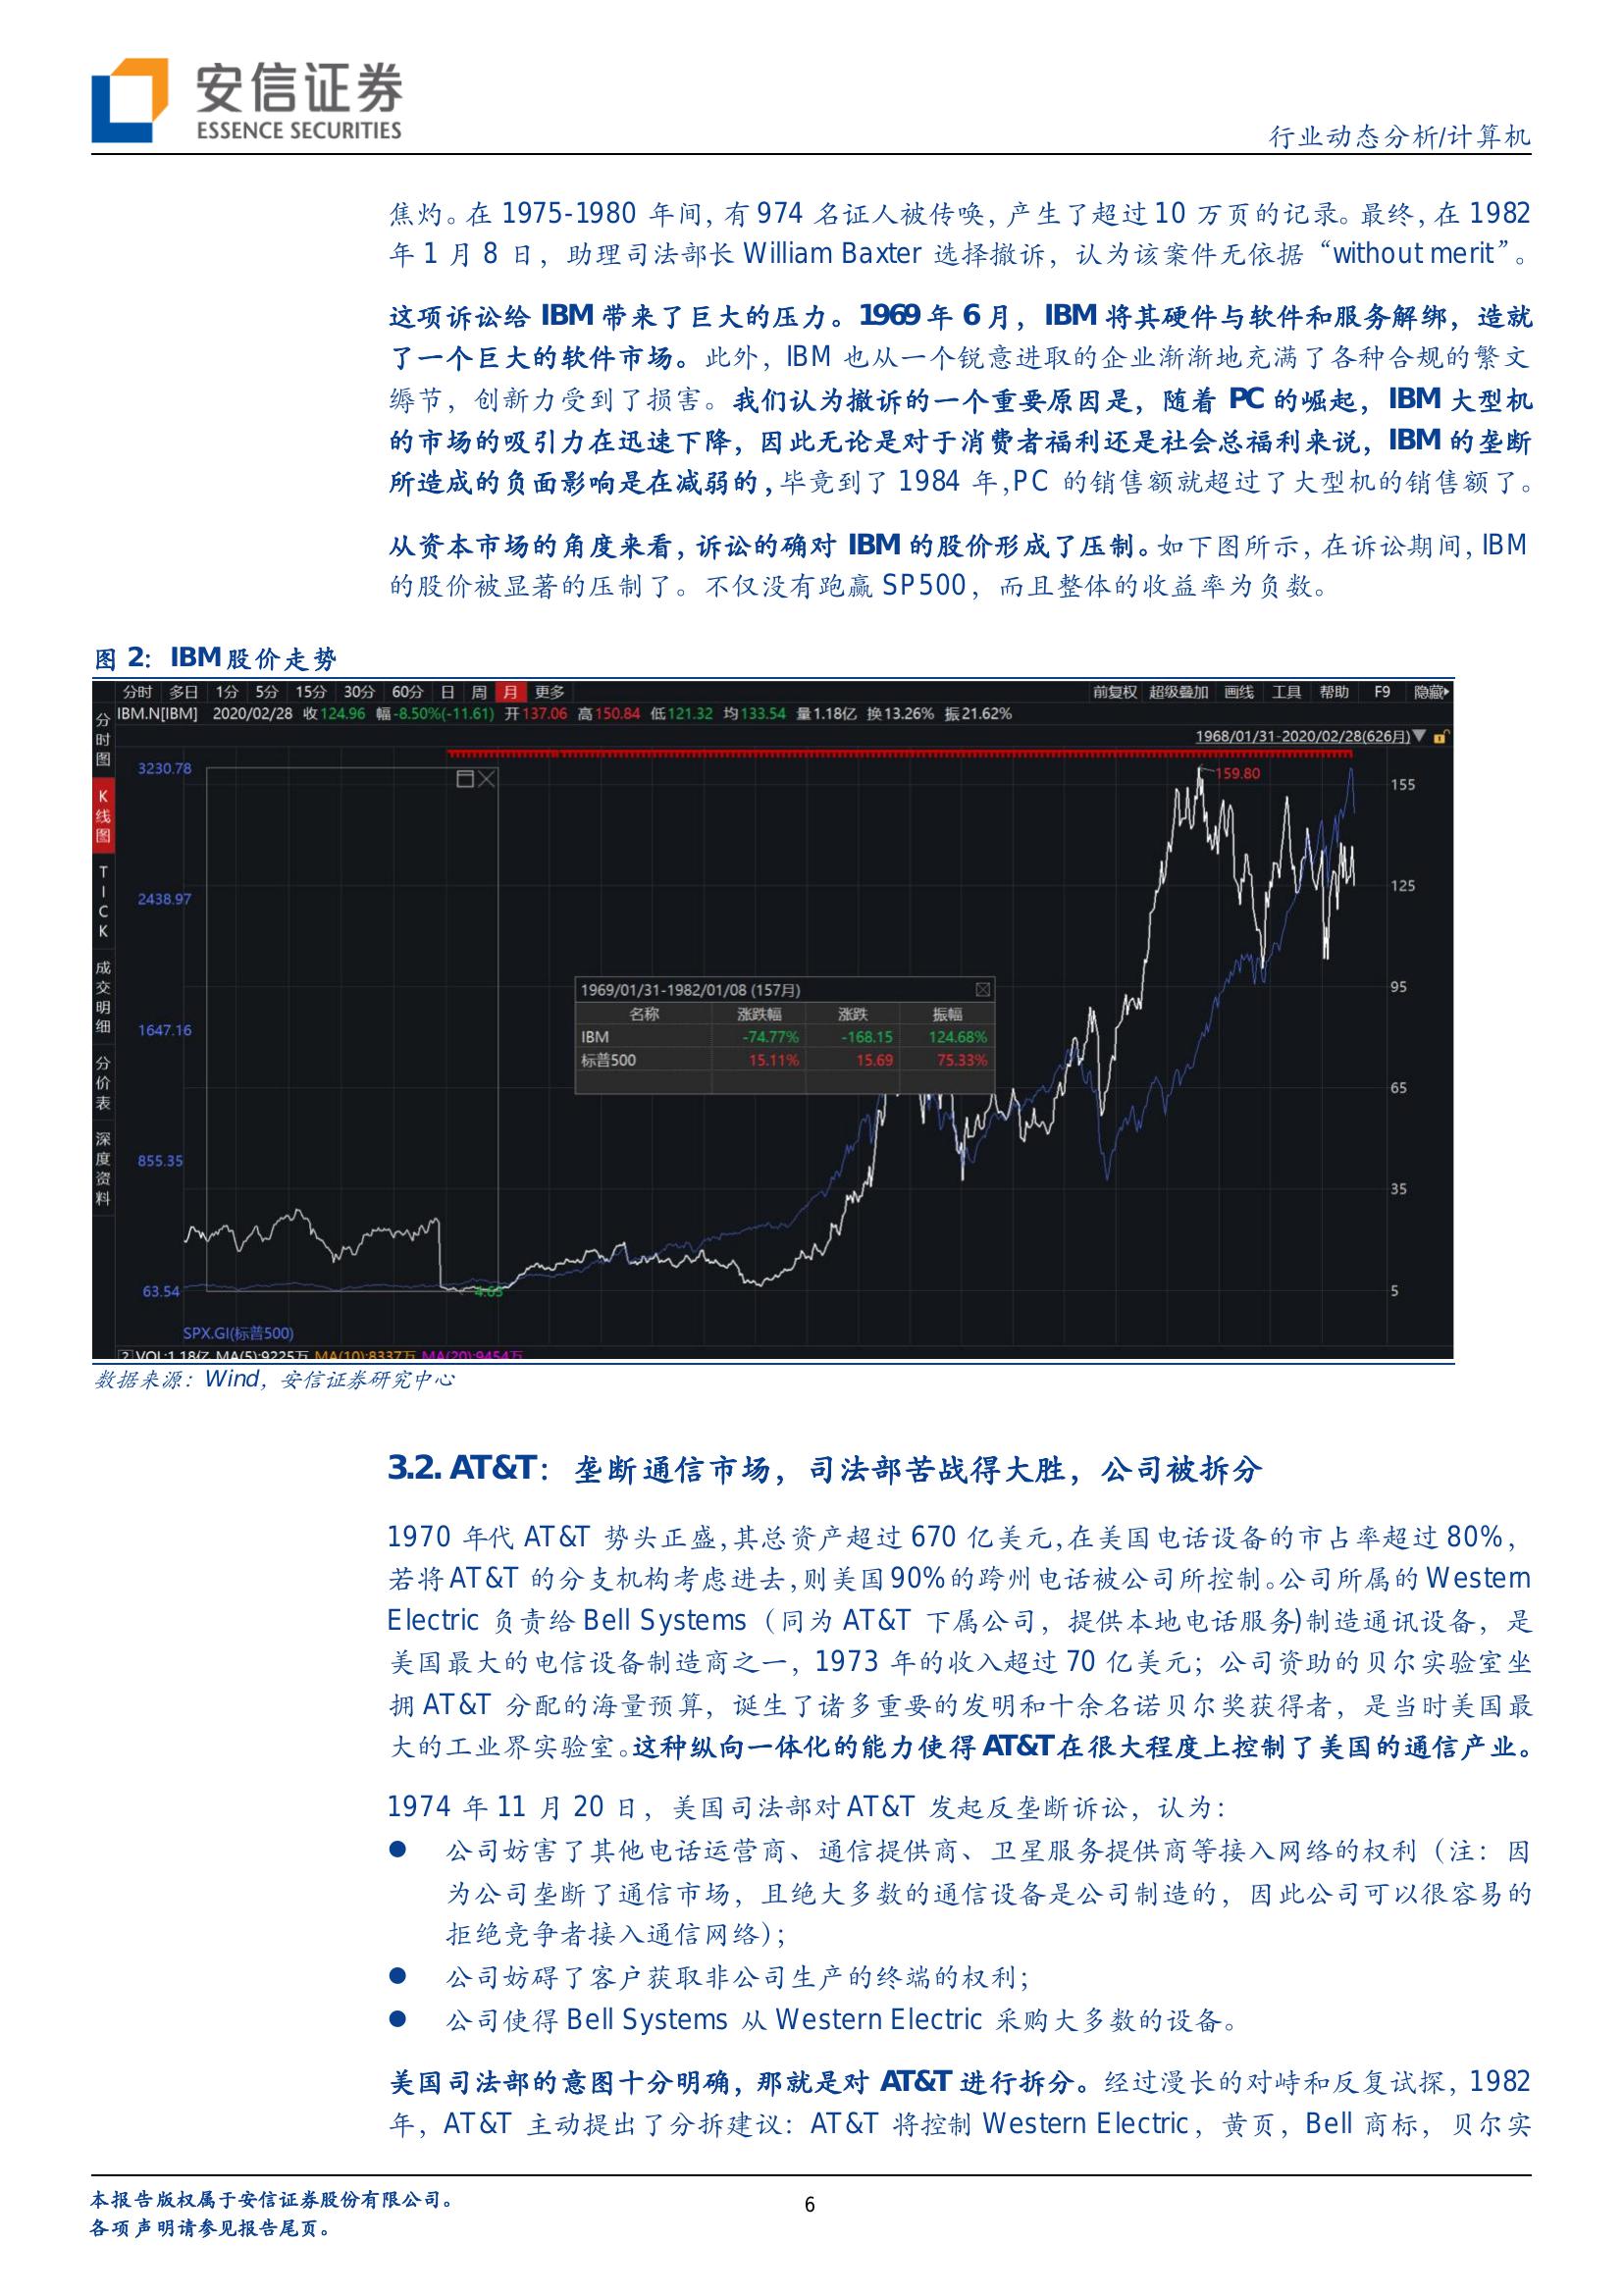 安信证券
ESSENCE SECURITIES
行业动态分析/计算机
焦灼。在 1975-1980 年间，有 974 名证人被传唤，产生了超过 10 万页的记录。最终，在 1982
年 1 月 8 日，助理司法部长 William Baxter 选择撤诉，认为该案件无依据“without merit”。
这项诉讼给 IBM 带来了巨大的压力。1969 年 6 月，IBM 将其硬件与软件和服务解绑，造就
了一个巨大的软件市场。此外，IBM 也从一个锐意进取的企业渐渐地充满了各种合规的繁文
缛节，创新力受到了损害。我们认为撤诉的一个重要原因是，随着 PC 的崛起，IBM 大型机
的市场的吸引力在迅速下降，因此无论是对于消费者福利还是社会总福利来说，IBM 的垄断
所造成的负面影响是在减弱的，毕竟到了 1984 年，PC 的销售额就超过了大型机的销售额了。
从资本市场的角度来看，诉讼的确对 IBM 的股价形成了压制。如下图所示，在诉讼期间，IBM
的股价被显著的压制了。不仅没有跑赢 SP500，而且整体的收益率为负数。
图 2：IBM 股价走势
分时 多日 1分 5分 15分 30分 60分 日 周 月 更多 前复权 超级叠加 画线 工具 帮助 F9 隐藏
IBM.N[IBM] 2020/02/28 收124.96 幅-8.50%(-11.61) 开137.06 高150.84 低121.32 均133.54 量1.18亿 换13.26% 振21.62%
1968/01/31-2020/02/28(626月)
分时图
K线图
TICK
成交明细
分价表
深度资料
3230.78
2438.97
1647.16
855.35
63.54
159.80
155
125
95
65
35
5
1969/01/31-1982/01/08 (157月)
名称 涨跌幅 涨跌 振幅
IBM -74.77% -168.15 124.68%
标普500 15.11% 15.69 75.33%
4.65
SPX.GI(标普500)
VOL:1.18亿 MA(5):9225万 MA(10):8337万 MA(20):9454万
数据来源：Wind，安信证券研究中心
3.2. AT&T：垄断通信市场，司法部苦战得大胜，公司被拆分
1970 年代 AT&T 势头正盛，其总资产超过 670 亿美元，在美国电话设备的市占率超过 80%，
若将 AT&T 的分支机构考虑进去，则美国 90%的跨州电话被公司所控制。公司所属的 Western
Electric 负责给 Bell Systems（同为 AT&T 下属公司，提供本地电话服务)制造通讯设备，是
美国最大的电信设备制造商之一，1973 年的收入超过 70 亿美元；公司资助的贝尔实验室坐
拥 AT&T 分配的海量预算，诞生了诸多重要的发明和十余名诺贝尔奖获得者，是当时美国最
大的工业界实验室。这种纵向一体化的能力使得 AT&T 在很大程度上控制了美国的通信产业。
1974 年 11 月 20 日，美国司法部对 AT&T 发起反垄断诉讼，认为：
● 公司妨害了其他电话运营商、通信提供商、卫星服务提供商等接入网络的权利（注：因
为公司垄断了通信市场，且绝大多数的通信设备是公司制造的，因此公司可以很容易的
拒绝竞争者接入通信网络）；
● 公司妨碍了客户获取非公司生产的终端的权利；
● 公司使得 Bell Systems 从 Western Electric 采购大多数的设备。
美国司法部的意图十分明确，那就是对 AT&T 进行拆分。经过漫长的对峙和反复试探，1982
年，AT&T 主动提出了分拆建议：AT&T 将控制 Western Electric，黄页，Bell 商标，贝尔实
本报告版权属于安信证券股份有限公司。
各项声明请参见报告尾页。
6